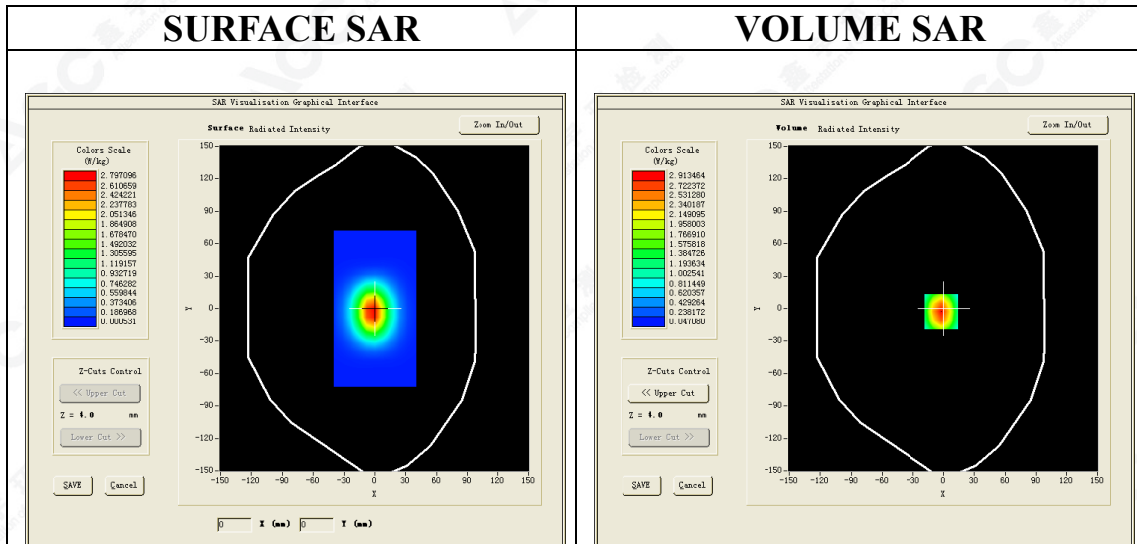 SURFACE SAR
VOLUME SAR
SAR Visualisation Graphical Interface
Surface Radiated Intensity
Zoom In/Out
Colors Scale
(W/kg)
2.797096
2.610659
2.424221
2.237783
2.051346
1.864908
1.678470
1.492032
1.305595
1.119157
0.932719
0.746282
0.559844
0.373406
0.186968
0.000531
Z-Cuts Control
<< Upper Cut
Z = 4.0 mm
Lower Cut >>
SAVE
Cancel
150
90
60
30
0
-30
-60
-90
-120
-150
Y
-150 -120 -90 -60 -30 0 30 60 90 120 150
X
0 X (mm) 0 Y (mm)
SAR Visualisation Graphical Interface
Volume Radiated Intensity
Zoom In/Out
Colors Scale
(W/kg)
2.913464
2.722372
2.531280
2.340187
2.149095
1.958003
1.766910
1.575818
1.384726
1.193634
1.002541
0.811449
0.620357
0.429264
0.238172
0.047080
Z-Cuts Control
<< Upper Cut
Z = 4.0 mm
Lower Cut >>
SAVE
Cancel
150
90
60
30
0
-30
-60
-90
-120
-150
Y
-150 -120 -90 -60 -30 0 30 60 90 120 150
X